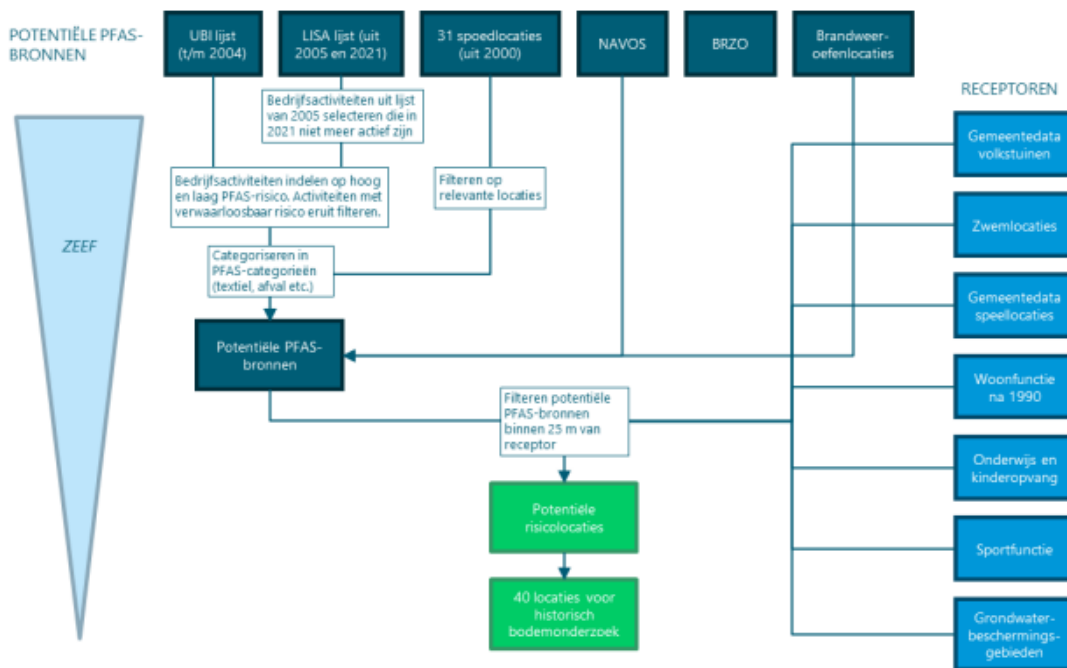 POTENTIËLE PFAS-
BRONNEN
UBI lijst
(t/m 2004)
LISA lijst (uit
2005 en 2021)
31 spoedlocaties
(uit 2000)
NAVOS
BRZO
Brandweer-
oefenlocaties
RECEPTOREN
Bedrijfsactiviteiten uit lijst
van 2005 selecteren die in
2021 niet meer actief zijn
Bedrijfsactiviteiten indelen op hoog
en laag PFAS-risico. Activiteiten met
verwaarloosbaar risico eruit filteren.
Filteren op
relevante locaties
ZEEF
Categoriseren in
PFAS-categorieën
(textiel, afval etc.)
Potentiële PFAS-
bronnen
Filteren potentiële
PFAS-bronnen
binnen 25 m van
receptor
Potentiële
risicolocaties
40 locaties voor
historisch
bodemonderzoek
Gemeentedata
volkstuinen
Zwemlocaties
Gemeentedata
speellocaties
Woonfunctie
na 1990
Onderwijs en
kinderopvang
Sportfunctie
Grondwater-
beschermings-
gebieden